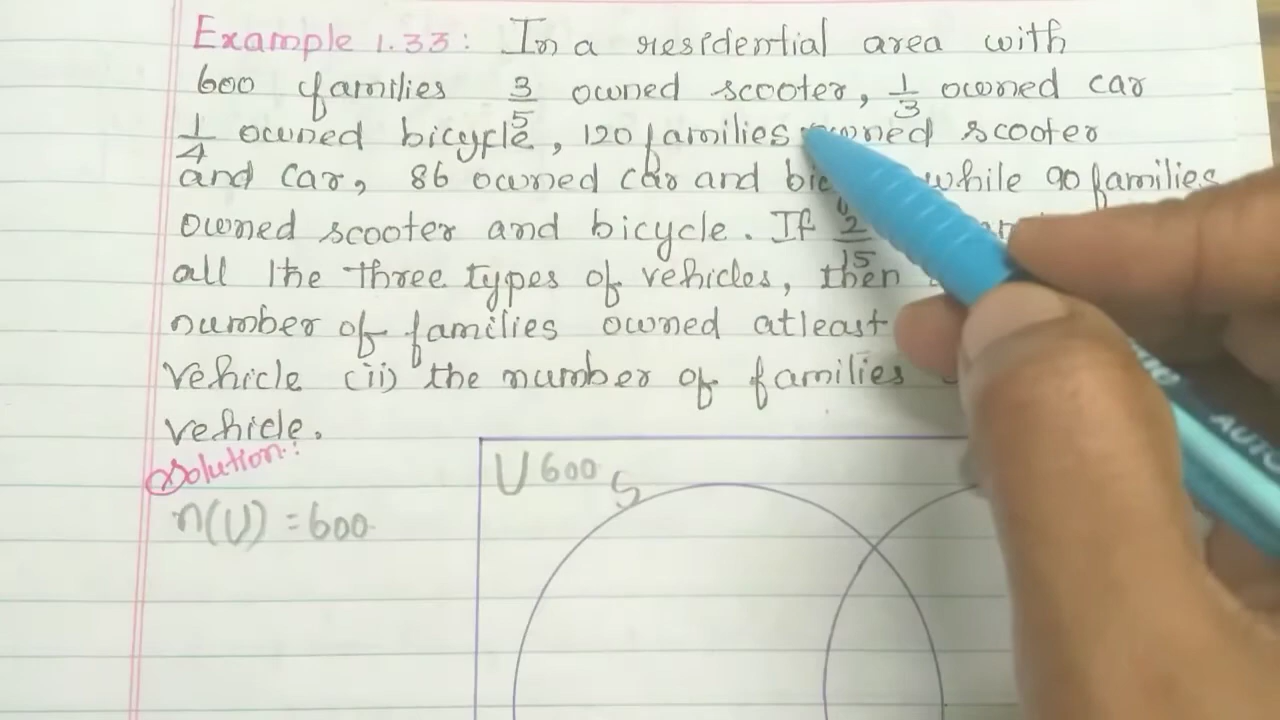 Example 1.33: In a residential area with
600 families 3/5 owned scooter, 1/3 owned car
1/4 owned bicycle, 120 families owned scooter
and car, 86 owned car and while 90 families
owned scooter and bicycle. If 2/15
all the three types of vehicles, then
number of families owned atleast
vehicle (ii) the number of families
vehicle.
Solution:
n(U) = 600
U 600 S
AUTO